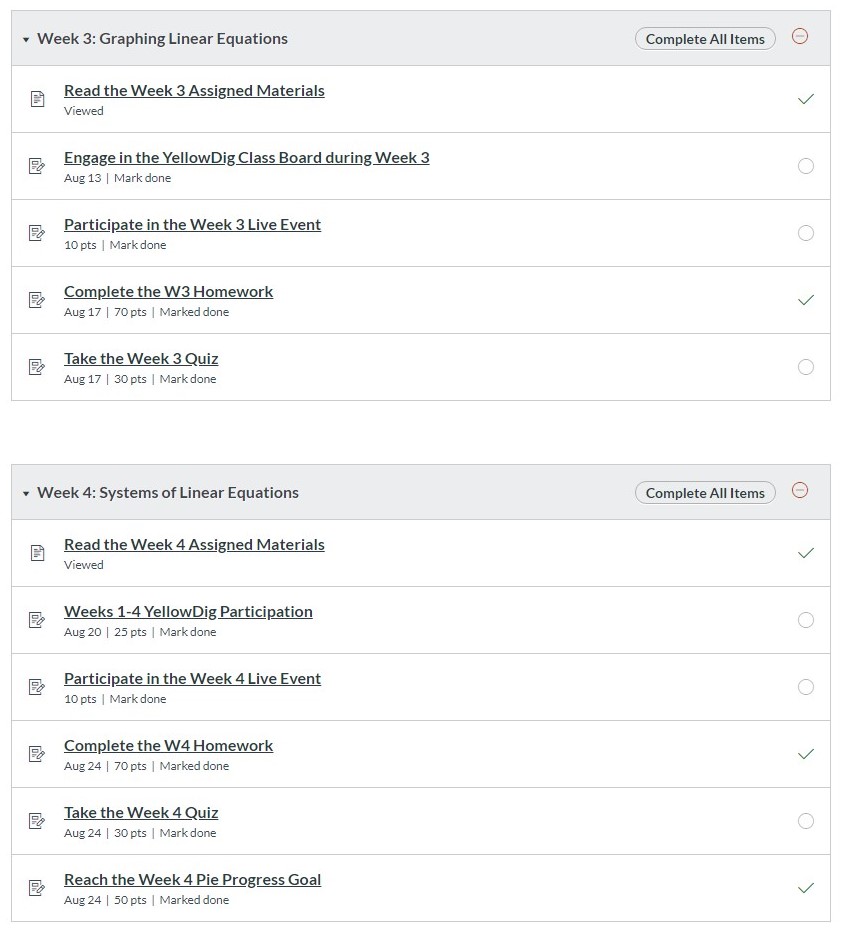 Week 3: Graphing Linear Equations Complete All Items
Read the Week 3 Assigned Materials
Viewed
Engage in the YellowDig Class Board during Week 3
Aug 13 | Mark done
Participate in the Week 3 Live Event
10 pts | Mark done
Complete the W3 Homework
Aug 17 | 70 pts | Marked done
Take the Week 3 Quiz
Aug 17 | 30 pts | Mark done
Week 4: Systems of Linear Equations Complete All Items
Read the Week 4 Assigned Materials
Viewed
Weeks 1-4 YellowDig Participation
Aug 20 | 25 pts | Mark done
Participate in the Week 4 Live Event
10 pts | Mark done
Complete the W4 Homework
Aug 24 | 70 pts | Marked done
Take the Week 4 Quiz
Aug 24 | 30 pts | Mark done
Reach the Week 4 Pie Progress Goal
Aug 24 | 50 pts | Marked done